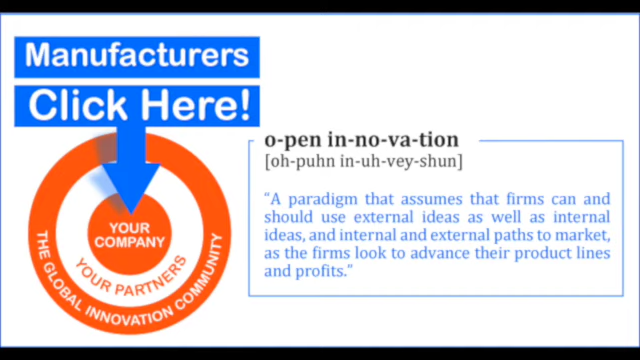 Manufacturers
Click Here!
YOUR
COMPANY
YOUR PARTNERS
THE GLOBAL INNOVATION COMMUNITY
o-pen in-no-va-tion
[oh-puhn in-uh-vey-shun]
“A paradigm that assumes that firms can and
should use external ideas as well as internal
ideas, and internal and external paths to market,
as the firms look to advance their product lines
and profits.”